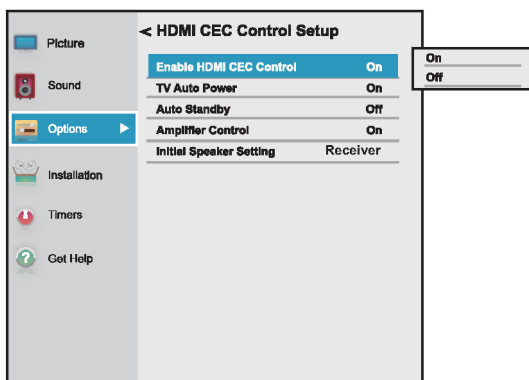 Picture
Sound
Options
Installation
Timers
Get Help
< HDMI CEC Control Setup
Enable HDMI CEC Control On
TV Auto Power On
Auto Standby Off
Amplifier Control On
Initial Speaker Setting Receiver
On
Off